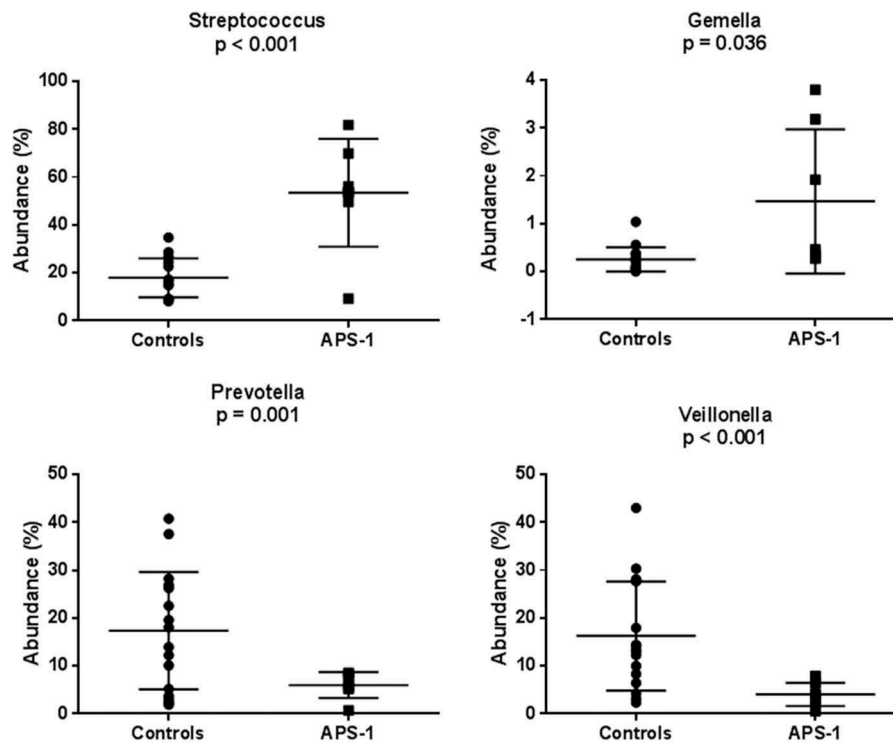 Streptococcus
p < 0.001
Abundance (%)
100
80
60
40
20
0
Controls
APS-1
Gemella
p = 0.036
Abundance (%)
4
3
2
1
0
-1
Controls
APS-1
Prevotella
p = 0.001
Abundance (%)
50
40
30
20
10
0
Controls
APS-1
Veillonella
p < 0.001
Abundance (%)
50
40
30
20
10
0
Controls
APS-1